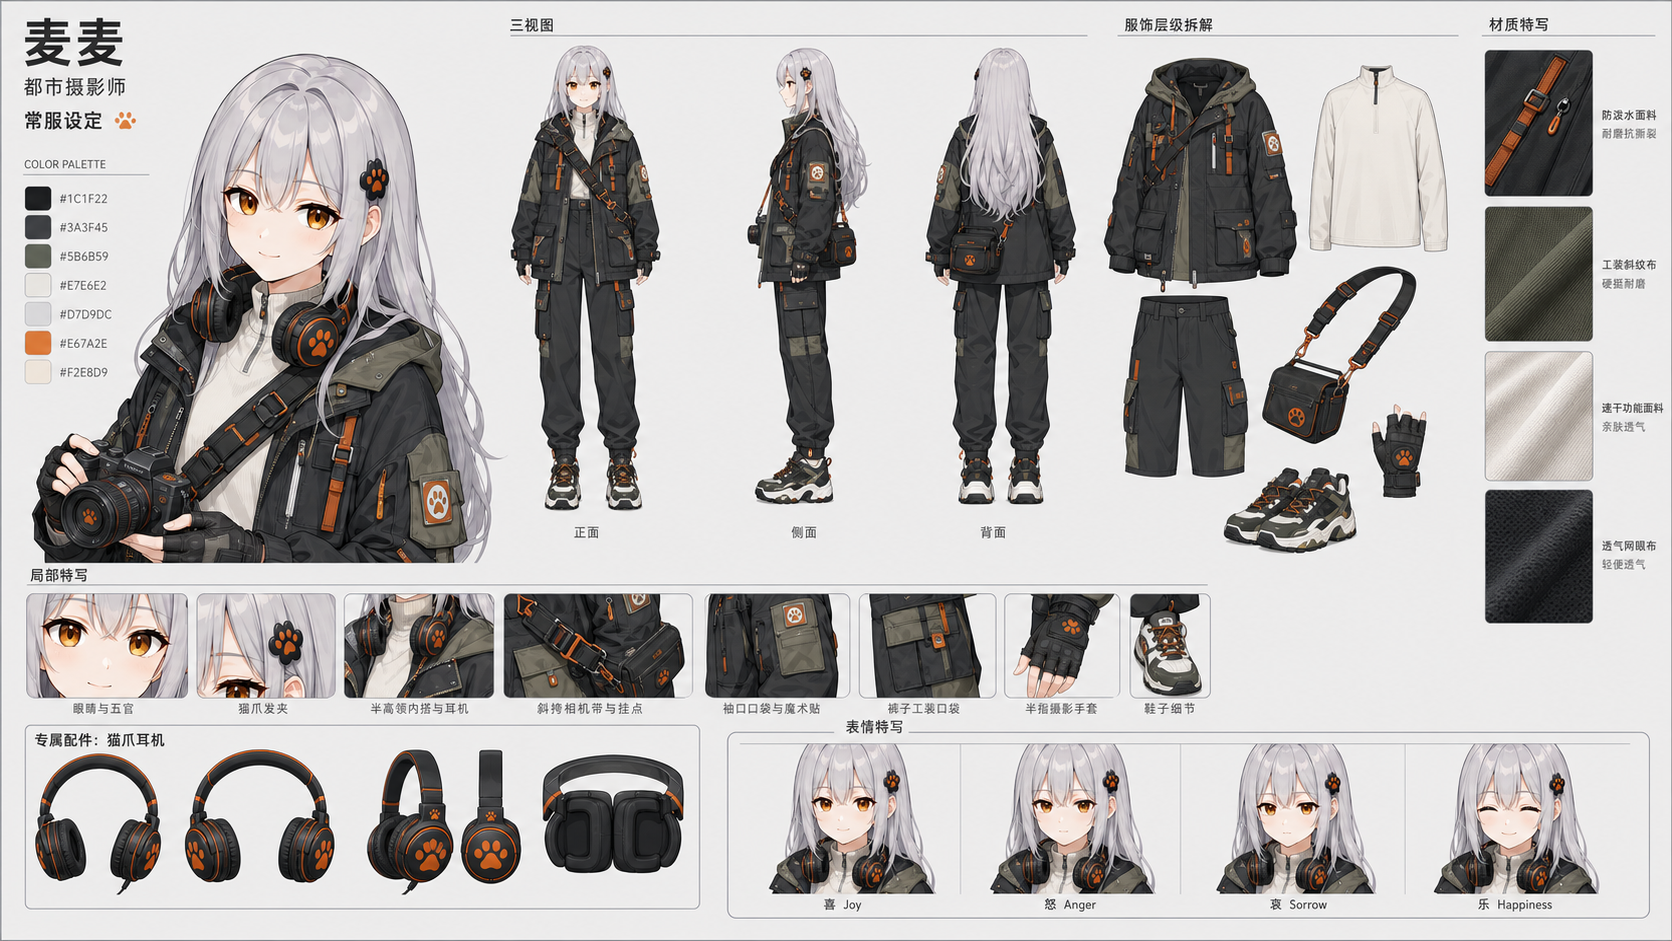 麦麦
都市摄影师
常服设定
COLOR PALETTE
#1C1F22
#3A3F45
#5B6B59
#E7E6E2
#D7D9DC
#E67A2E
#F2E8D9
三视图
正面
侧面
背面
服饰层级拆解
材质特写
防泼水面料
耐磨抗撕裂
工装斜纹布
硬挺耐磨
速干功能面料
亲肤透气
透气网眼布
轻便透气
局部特写
眼睛与五官
猫爪发夹
半高领内搭与耳机
斜挎相机带与挂点
袖口口袋与魔术贴
裤子工装口袋
半指摄影手套
鞋子细节
专属配件：猫爪耳机
表情特写
喜 Joy
怒 Anger
哀 Sorrow
乐 Happiness